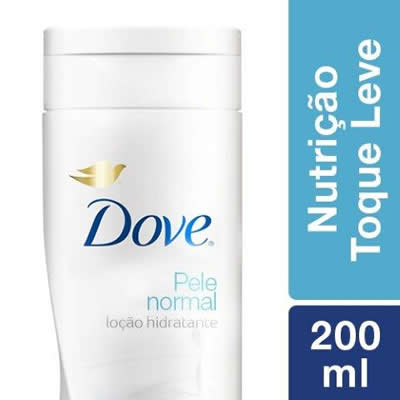 Dove
Pele
normal
loção hidratante
Nutrição
Toque Leve
200
ml